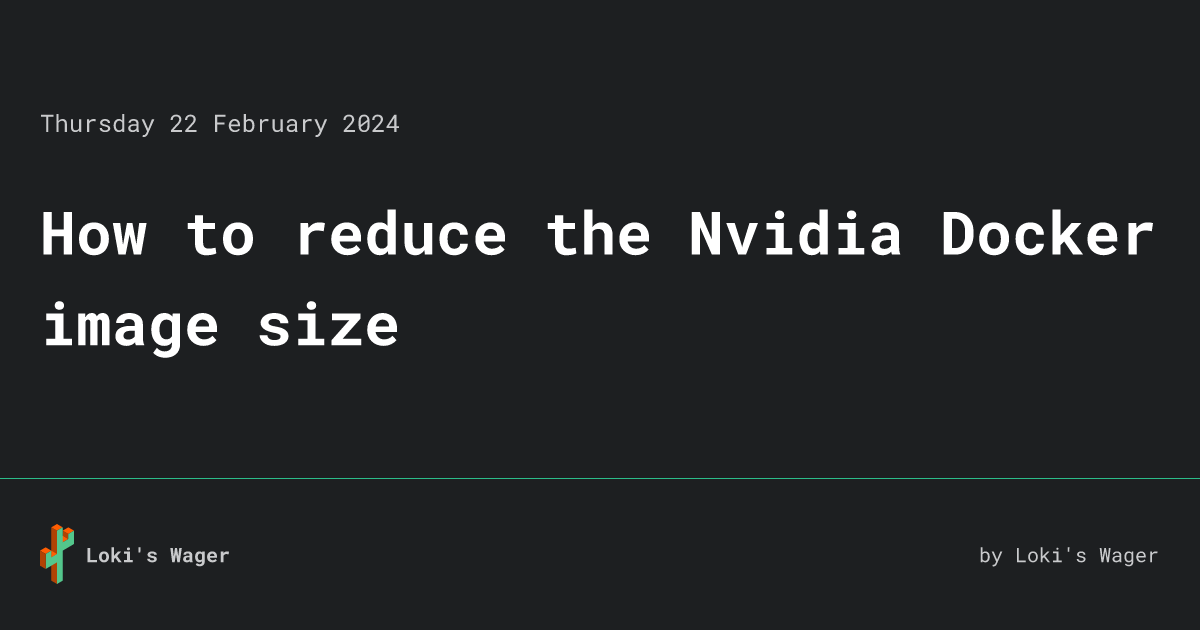 Thursday 22 February 2024
How to reduce the Nvidia Docker
image size
Loki's Wager
by Loki's Wager